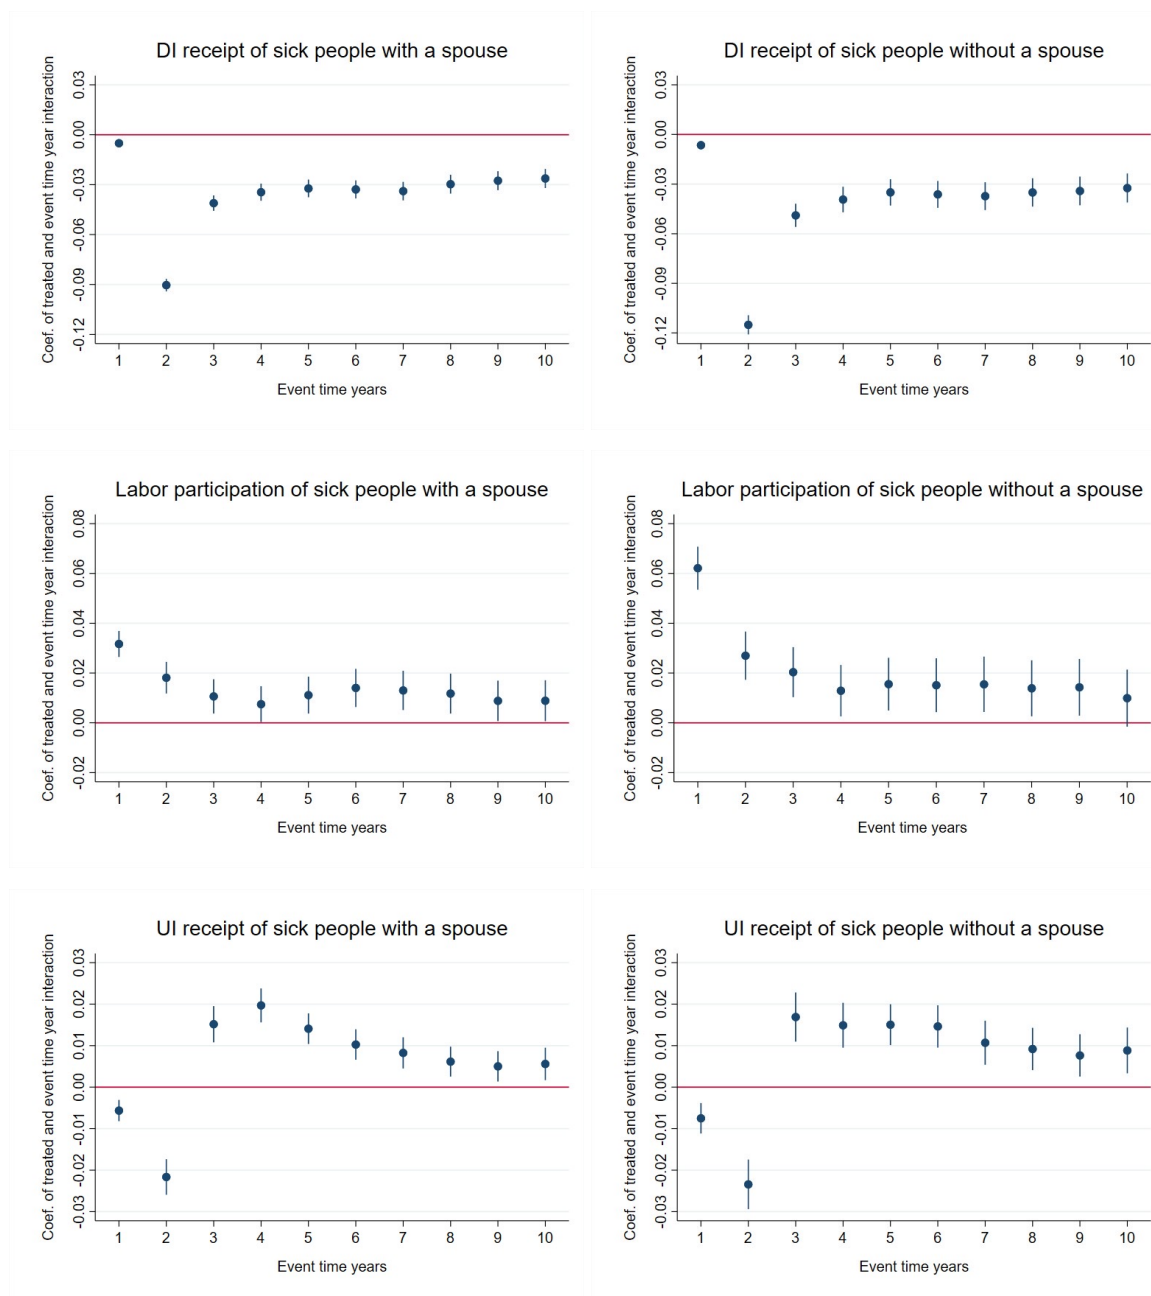 DI receipt of sick people with a spouse
Coef. of treated and event time year interaction
0.03
0.00
-0.03
-0.06
-0.09
-0.12
1 2 3 4 5 6 7 8 9 10
Event time years
DI receipt of sick people without a spouse
Coef. of treated and event time year interaction
0.03
0.00
-0.03
-0.06
-0.09
-0.12
1 2 3 4 5 6 7 8 9 10
Event time years
Labor participation of sick people with a spouse
Coef. of treated and event time year interaction
0.08
0.06
0.04
0.02
0.00
-0.02
1 2 3 4 5 6 7 8 9 10
Event time years
Labor participation of sick people without a spouse
Coef. of treated and event time year interaction
0.08
0.06
0.04
0.02
0.00
-0.02
1 2 3 4 5 6 7 8 9 10
Event time years
UI receipt of sick people with a spouse
Coef. of treated and event time year interaction
0.03
0.02
0.01
0.00
-0.01
-0.02
-0.03
1 2 3 4 5 6 7 8 9 10
Event time years
UI receipt of sick people without a spouse
Coef. of treated and event time year interaction
0.03
0.02
0.01
0.00
-0.01
-0.02
-0.03
1 2 3 4 5 6 7 8 9 10
Event time years